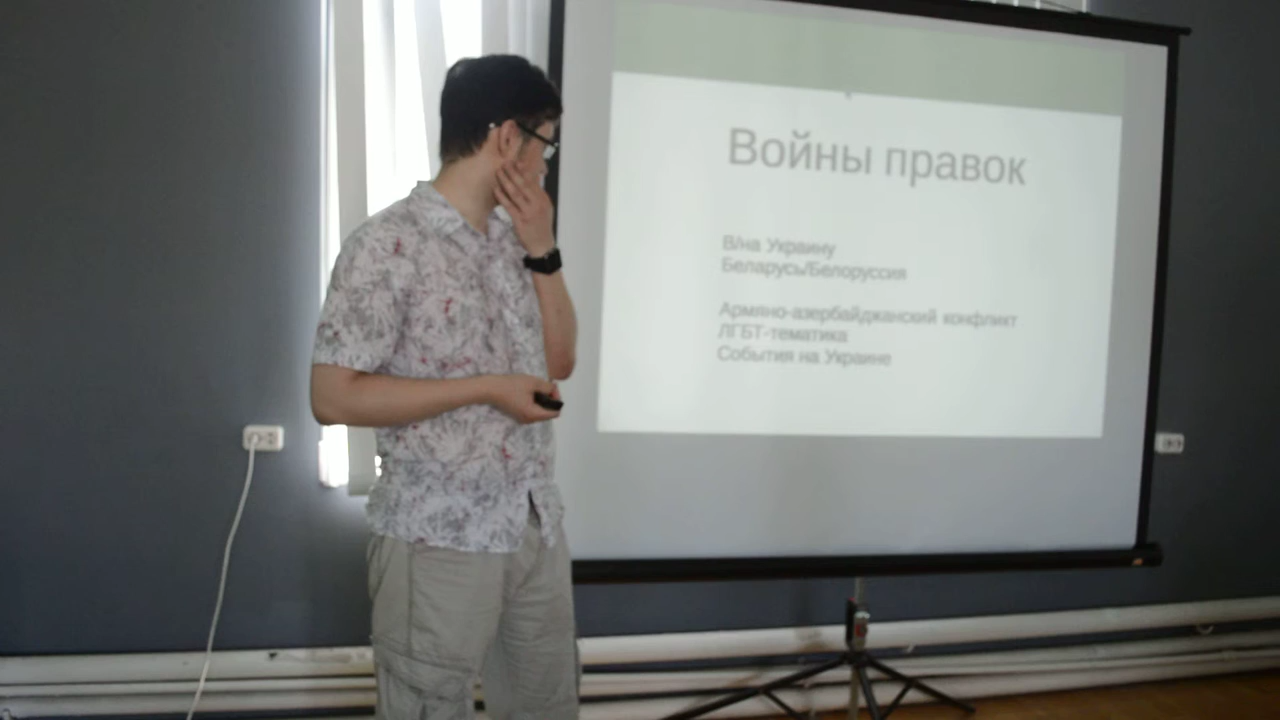 Войны правок
В/на Украину
Беларусь/Белоруссия
Армяно-азербайджанский конфликт
ЛГБТ-тематика
События на Украине